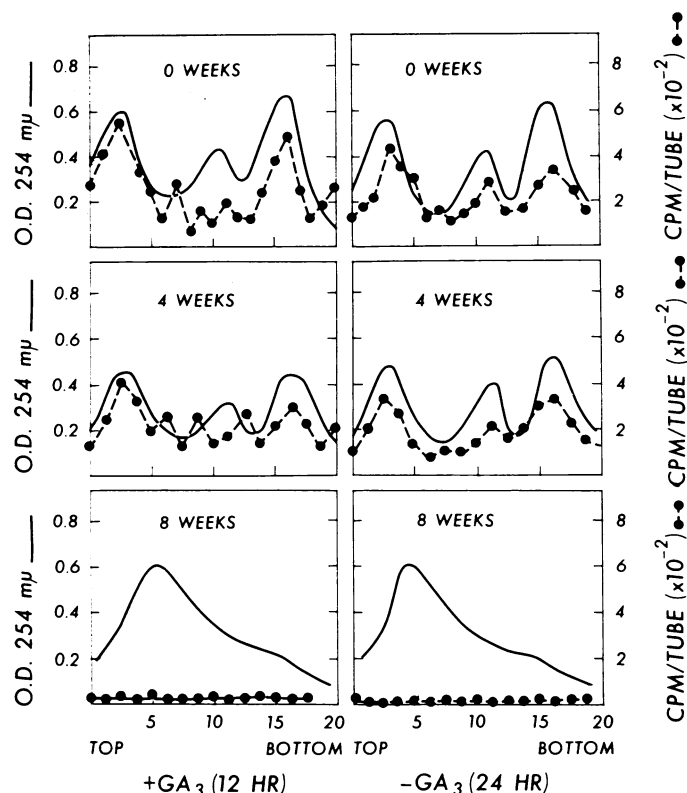 0 WEEKS
0 WEEKS
O.D. 254 mµ
0.8
0.6
0.4
0.2
8
6
4
2
CPM/TUBE (x10⁻²)
4 WEEKS
4 WEEKS
O.D. 254 mµ
0.8
0.6
0.4
0.2
8
6
4
2
CPM/TUBE (x10⁻²)
8 WEEKS
8 WEEKS
O.D. 254 mµ
0.8
0.6
0.4
0.2
8
6
4
2
CPM/TUBE (x10⁻²)
5 10 15 20 5 10 15 20
TOP BOTTOM TOP BOTTOM
+GA₃ (12 HR) −GA₃ (24 HR)